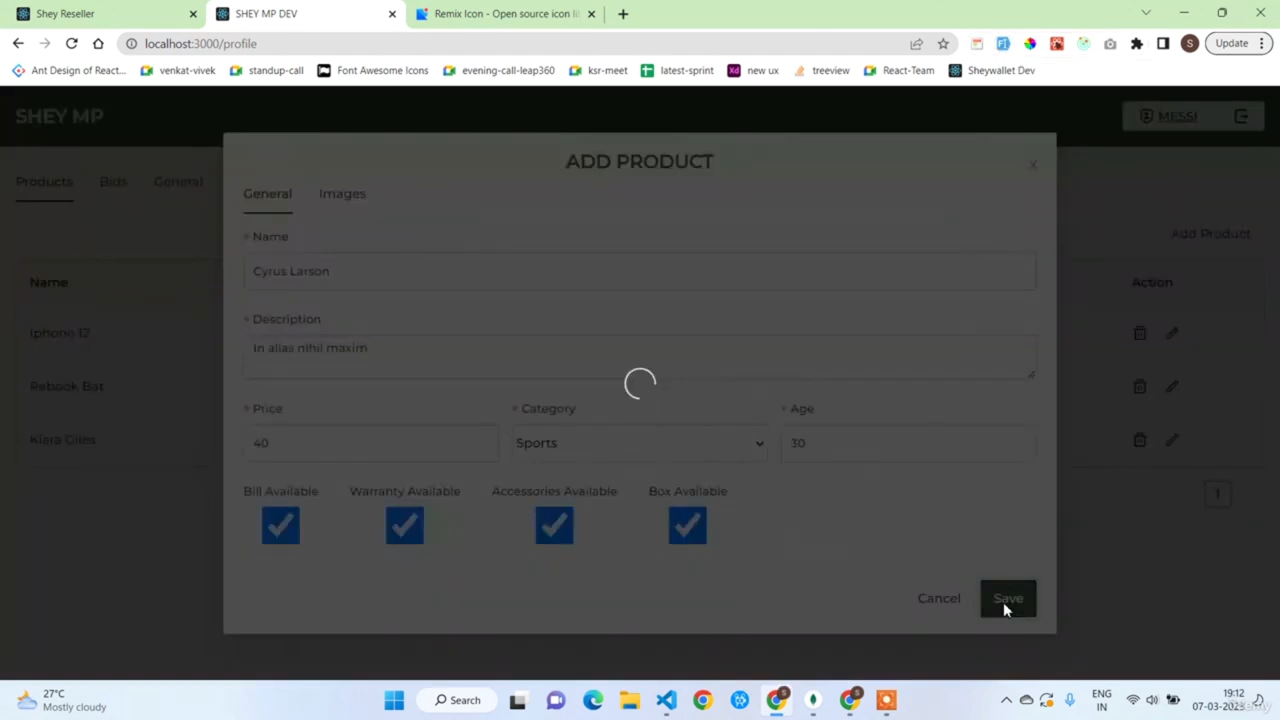 Shey Reseller
SHEY MP DEV
Remix Icon - Open source icon li
localhost:3000/profile
S
Update
Ant Design of React...
venkat-vivek
standup-call
Font Awesome Icons
evening-call-leap360
ksr-meet
latest-sprint
Xd
new ux
treeview
React-Team
Sheywallet Dev
SHEY MP
MESSI
ADD PRODUCT
x
Products
Bids
General
General
Images
* Name
Add Product
Name
Cyrus Larson
Action
* Description
Iphone 12
In alias nihil maxim
Rebook Bat
* Price
* Category
* Age
Kiara Giles
40
Sports
30
Bill Available
Warranty Available
Accessories Available
Box Available
1
Cancel
Save
27°C
Mostly cloudy
Search
ENG
IN
19:12
07-03-2023